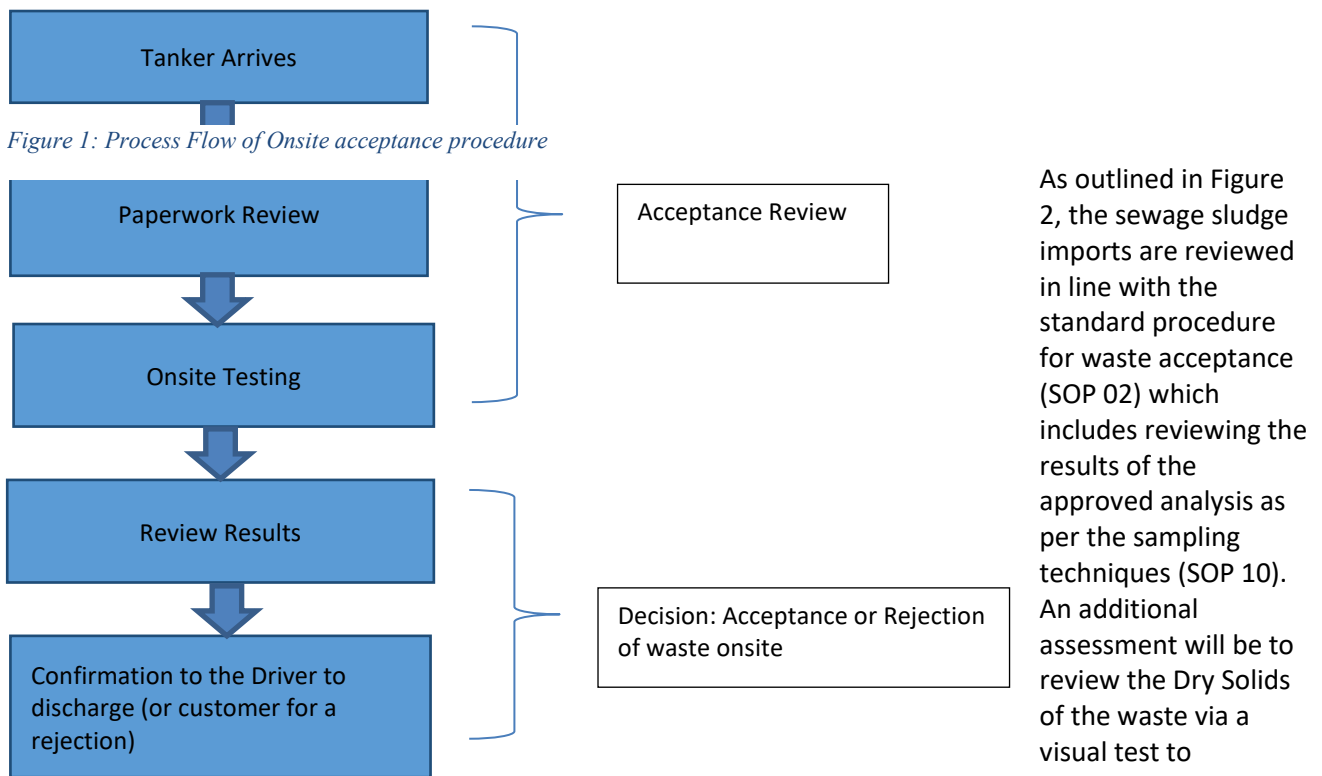 Tanker Arrives
Figure 1: Process Flow of Onsite acceptance procedure
Paperwork Review
Acceptance Review
Onsite Testing
Review Results
Decision: Acceptance or Rejection
of waste onsite
Confirmation to the Driver to
discharge (or customer for a
rejection)
As outlined in Figure
2, the sewage sludge
imports are reviewed
in line with the
standard procedure
for waste acceptance
(SOP 02) which
includes reviewing the
results of the
approved analysis as
per the sampling
techniques (SOP 10).
An additional
assessment will be to
review the Dry Solids
of the waste via a
visual test to